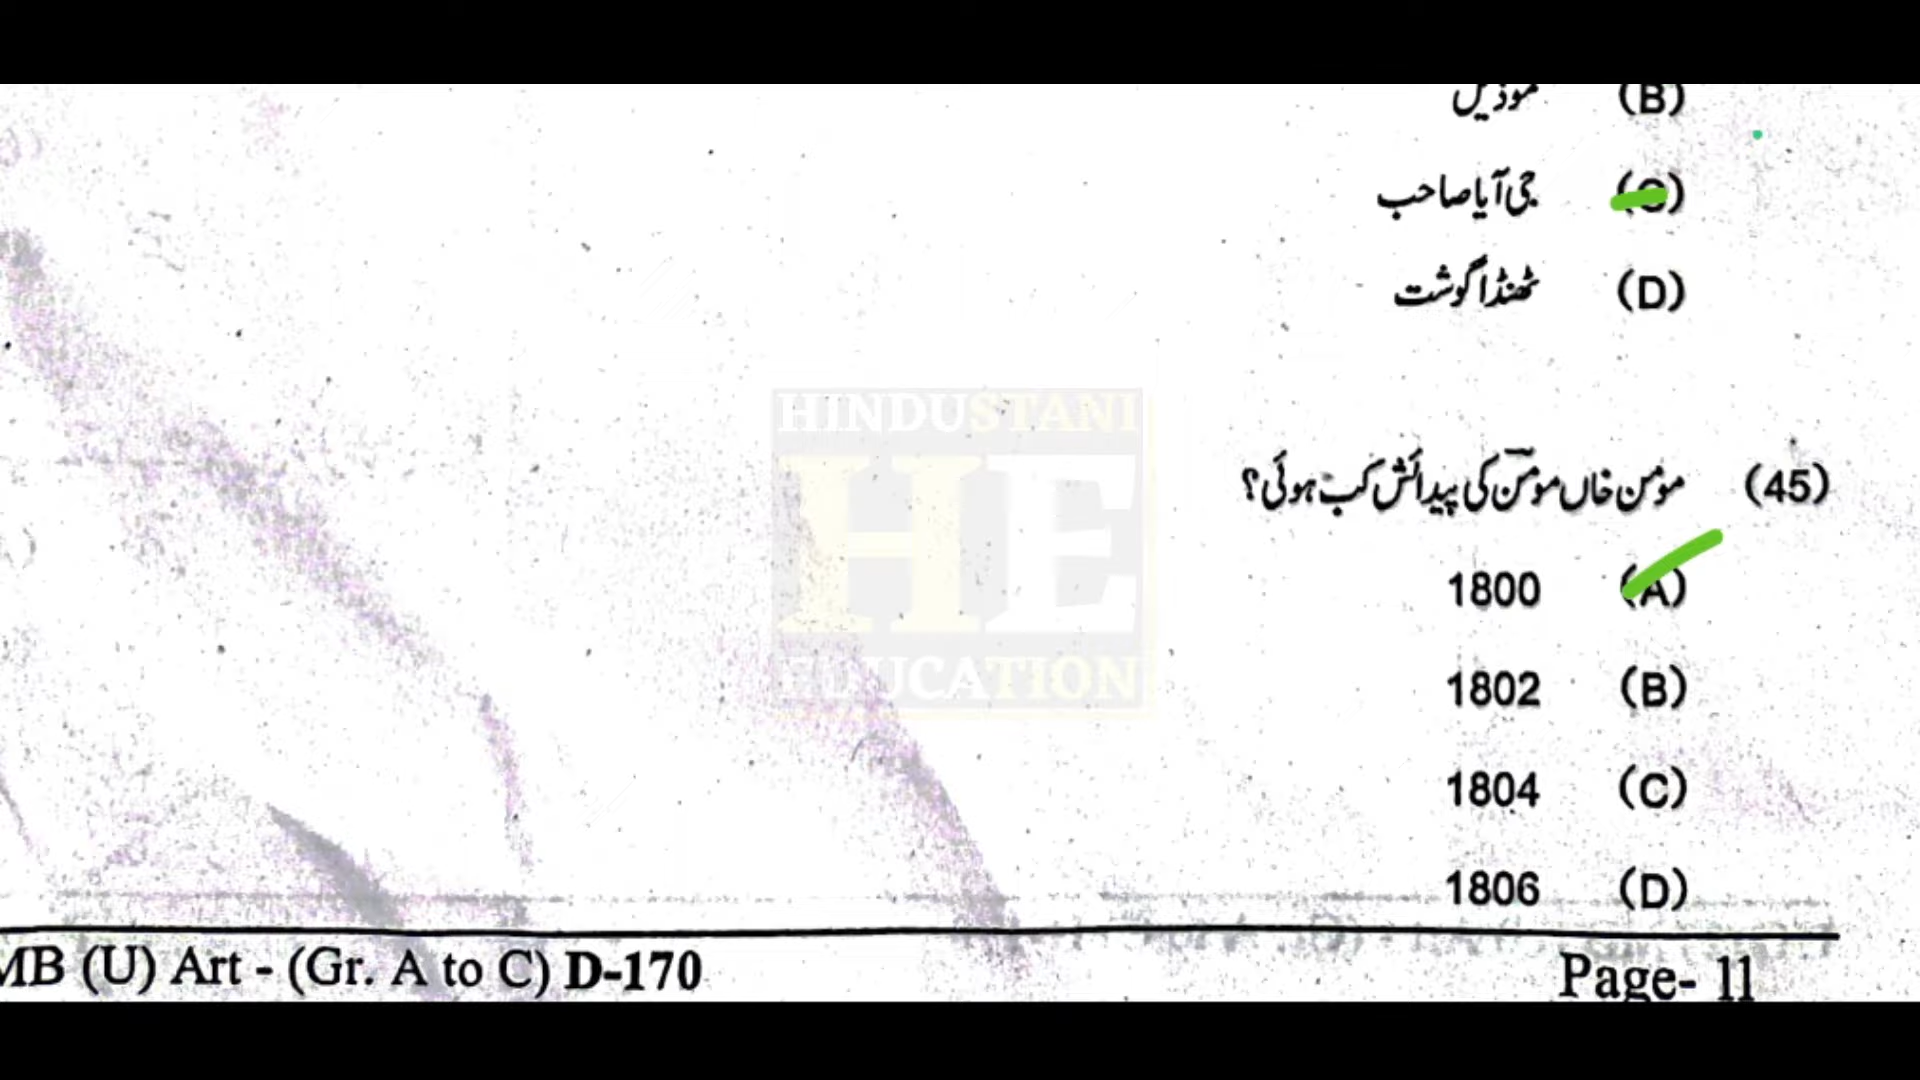 (B) موذیل
(C) جی آیا صاحب
(D) ٹھنڈا گوشت
HINDUSTANI
HE
EDUCATION
(45) مومن خاں مومنؔ کی پیدائش کب ہوئی؟
(A) 1800
(B) 1802
(C) 1804
(D) 1806
MB (U) Art - (Gr. A to C) D-170
Page- 11